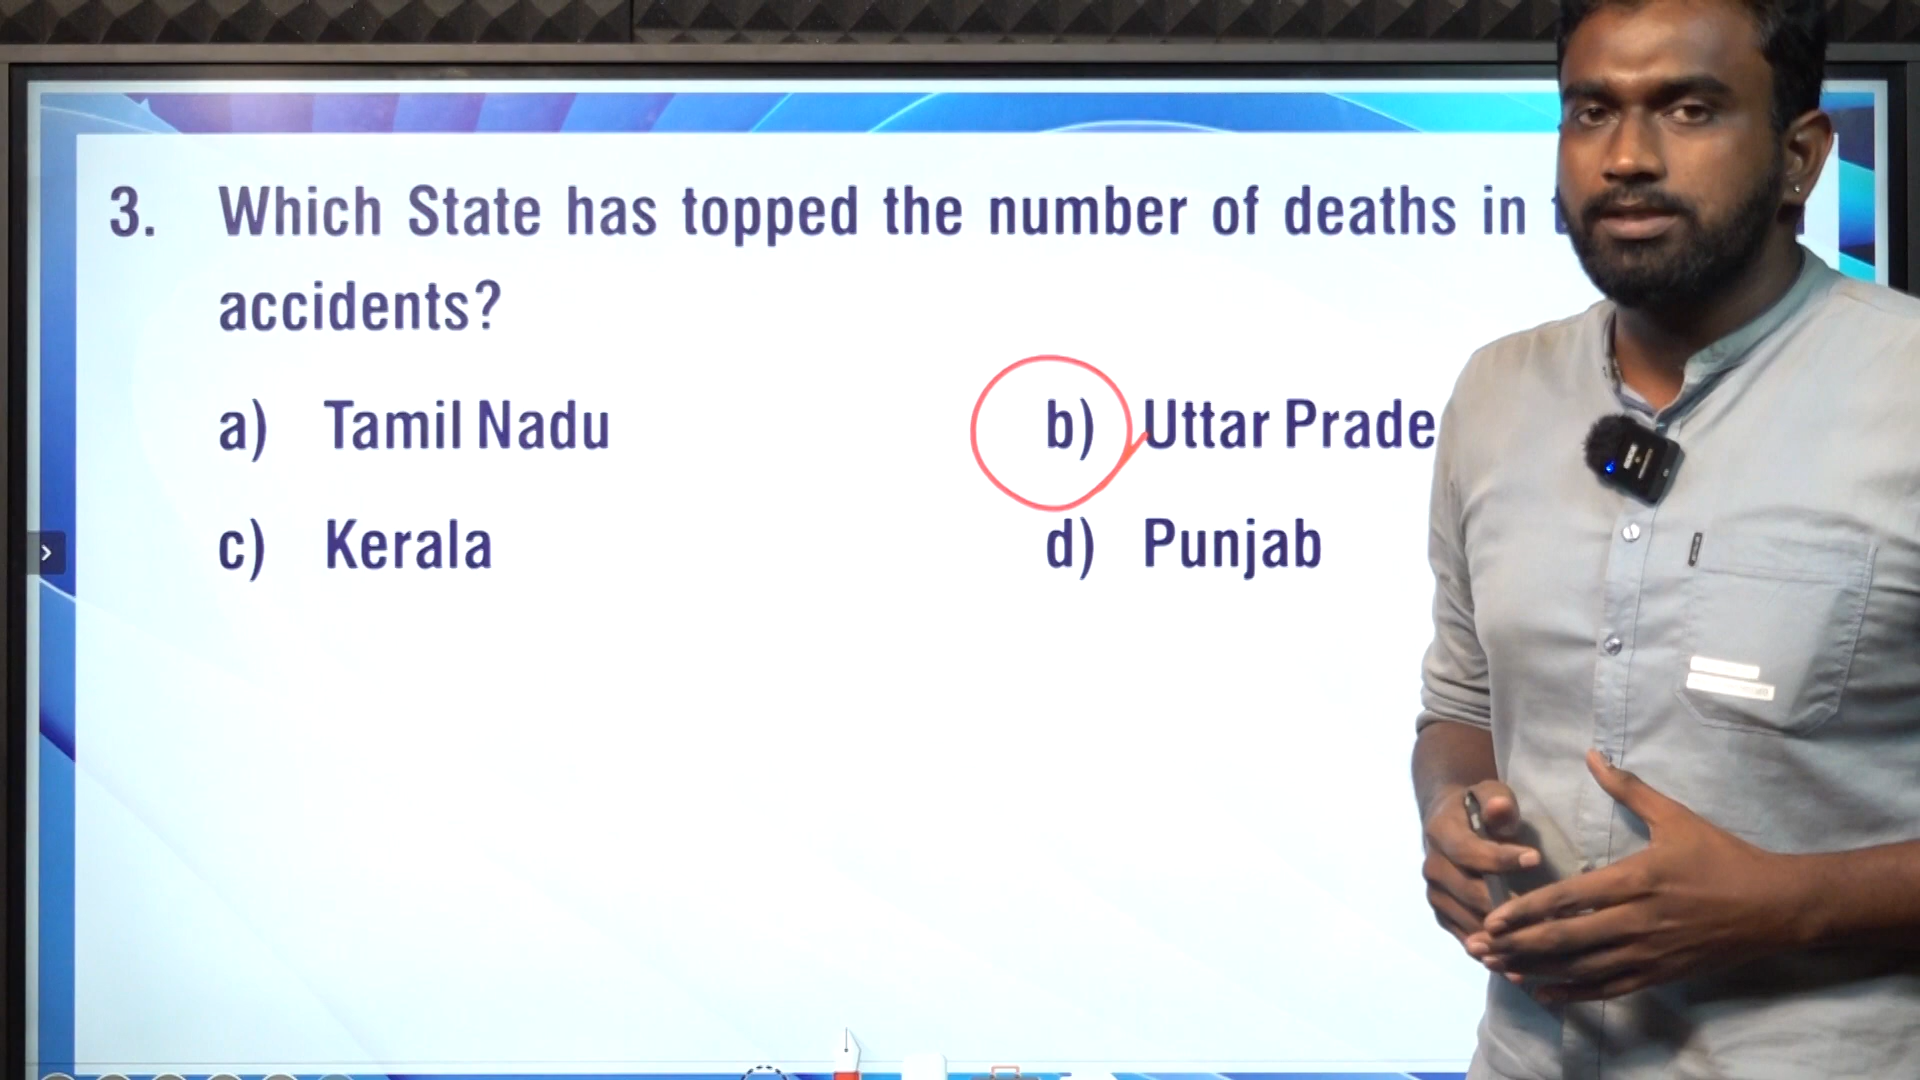 3. Which State has topped the number of deaths in
accidents?
a) Tamil Nadu
b) Uttar Prade
c) Kerala
d) Punjab